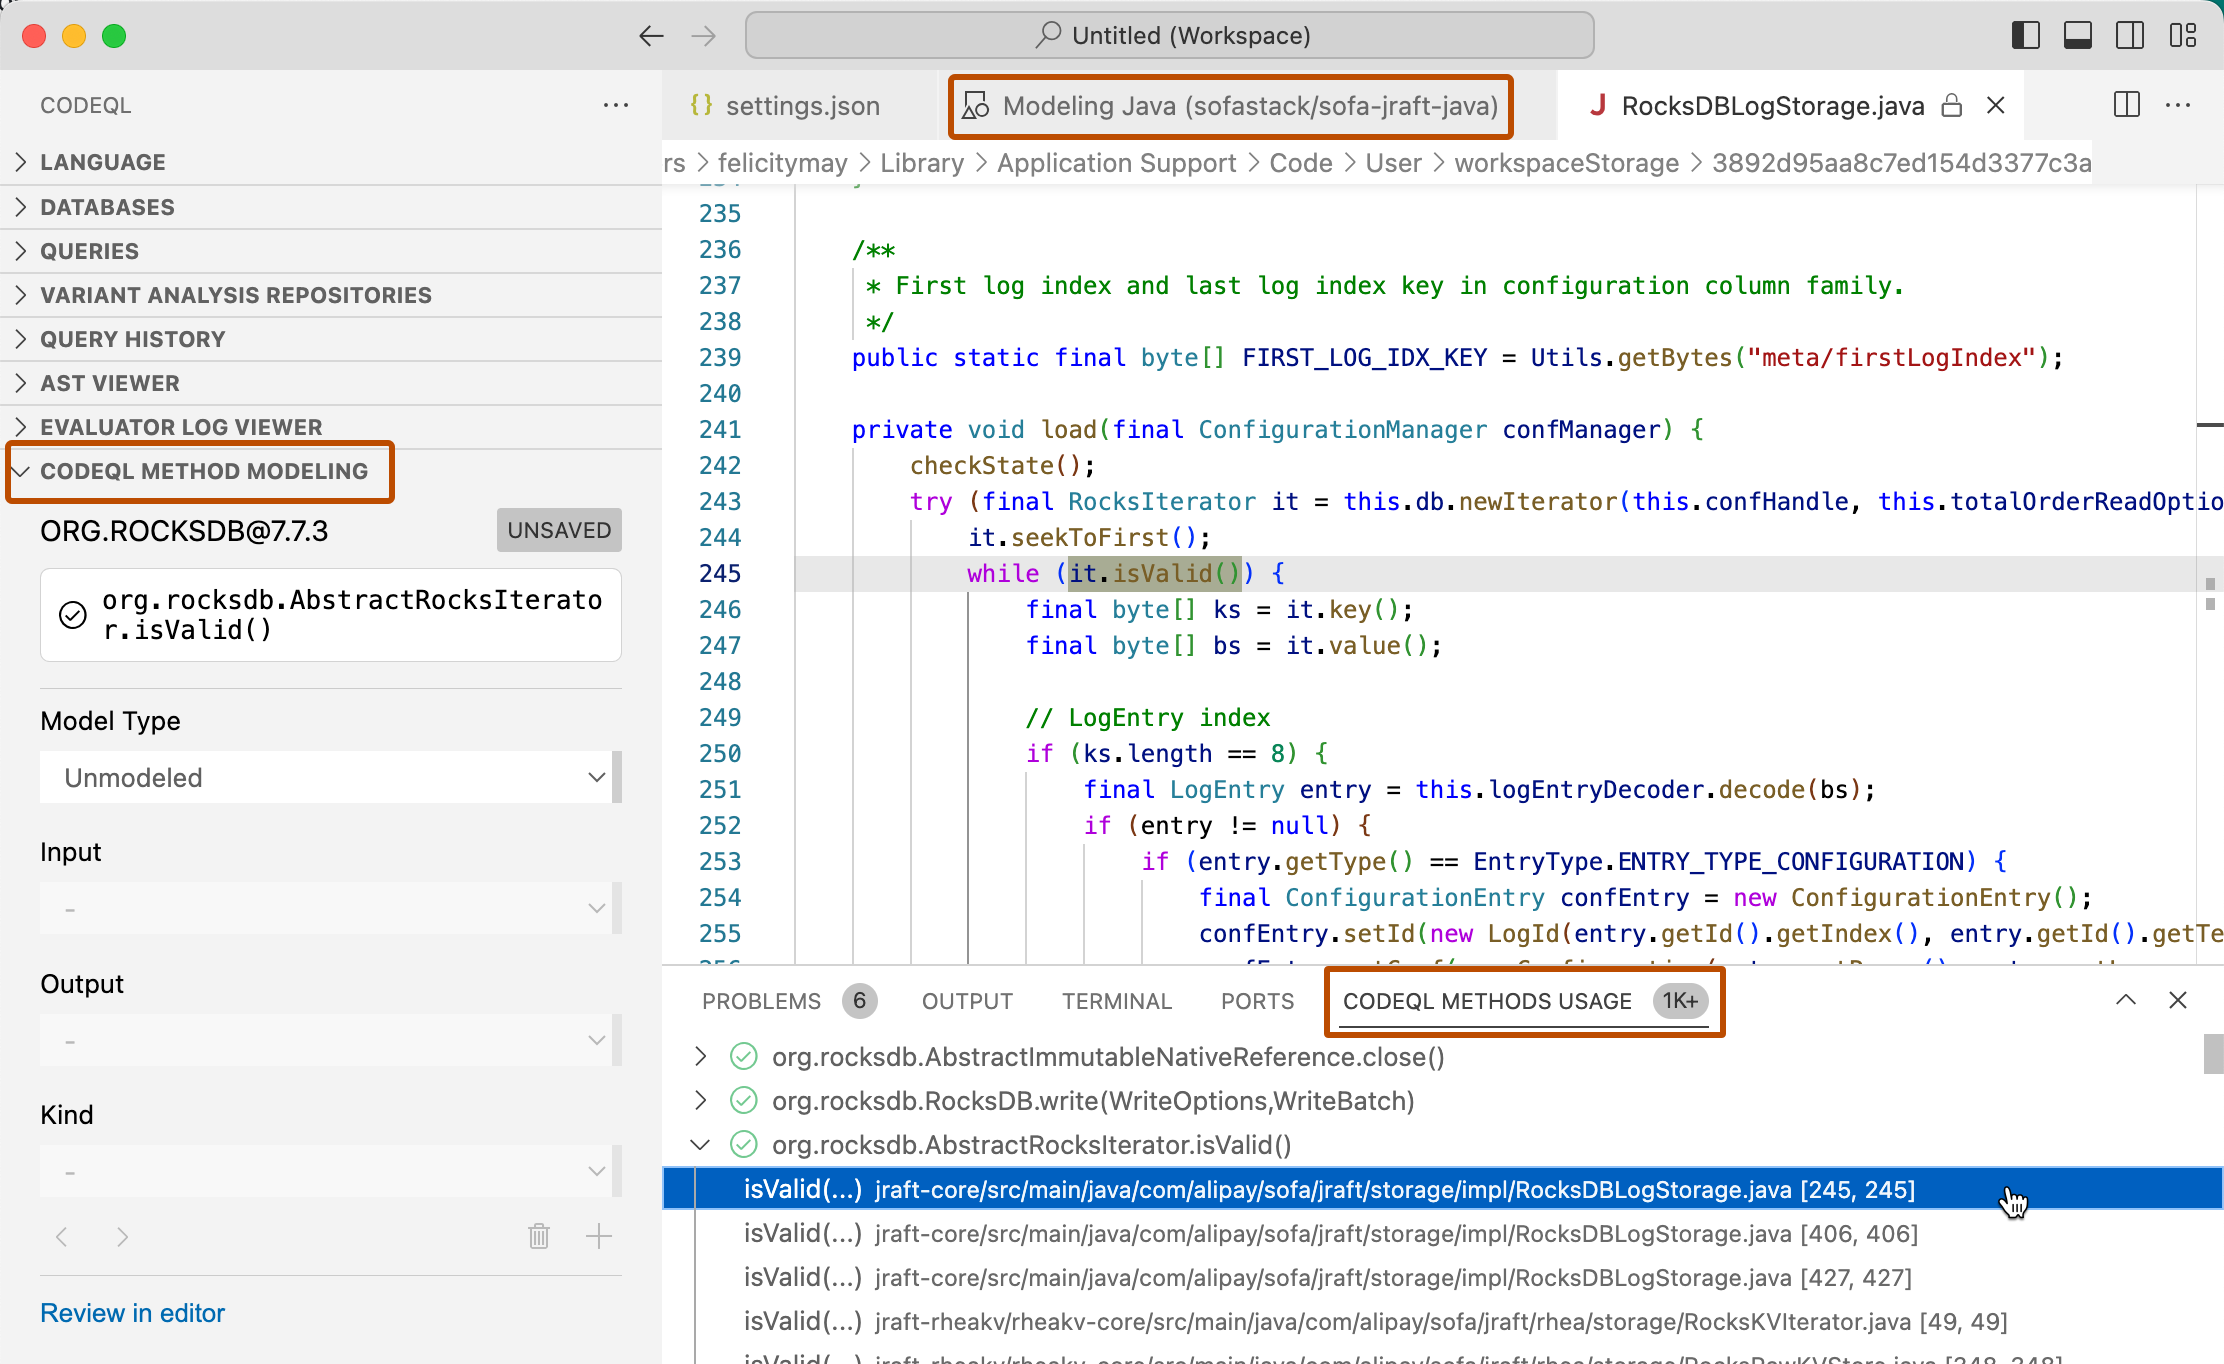 Untitled (Workspace)
CODEQL
LANGUAGE
DATABASES
QUERIES
VARIANT ANALYSIS REPOSITORIES
QUERY HISTORY
AST VIEWER
EVALUATOR LOG VIEWER
CODEQL METHOD MODELING
ORG.ROCKSDB@7.7.3 UNSAVED
org.rocksdb.AbstractRocksIterato
r.isValid()
Model Type
Unmodeled
Input
-
Output
-
Kind
-
Review in editor
{} settings.json Modeling Java (sofastack/sofa-jraft-java) J RocksDBLogStorage.java
rs > felicitymay > Library > Application Support > Code > User > workspaceStorage > 3892d95aa8c7ed154d3377c3a
235
236 /**
237 * First log index and last log index key in configuration column family.
238 */
239 public static final byte[] FIRST_LOG_IDX_KEY = Utils.getBytes("meta/firstLogIndex");
240
241 private void load(final ConfigurationManager confManager) {
242 checkState();
243 try (final RocksIterator it = this.db.newIterator(this.confHandle, this.totalOrderReadOptio
244 it.seekToFirst();
245 while (it.isValid()) {
246 final byte[] ks = it.key();
247 final byte[] bs = it.value();
248
249 // LogEntry index
250 if (ks.length == 8) {
251 final LogEntry entry = this.logEntryDecoder.decode(bs);
252 if (entry != null) {
253 if (entry.getType() == EntryType.ENTRY_TYPE_CONFIGURATION) {
254 final ConfigurationEntry confEntry = new ConfigurationEntry();
255 confEntry.setId(new LogId(entry.getId().getIndex(), entry.getId().getTe
PROBLEMS 6 OUTPUT TERMINAL PORTS CODEQL METHODS USAGE 1K+
org.rocksdb.AbstractImmutableNativeReference.close()
org.rocksdb.RocksDB.write(WriteOptions,WriteBatch)
org.rocksdb.AbstractRocksIterator.isValid()
isValid(...) jraft-core/src/main/java/com/alipay/sofa/jraft/storage/impl/RocksDBLogStorage.java [245, 245]
isValid(...) jraft-core/src/main/java/com/alipay/sofa/jraft/storage/impl/RocksDBLogStorage.java [406, 406]
isValid(...) jraft-core/src/main/java/com/alipay/sofa/jraft/storage/impl/RocksDBLogStorage.java [427, 427]
isValid(...) jraft-rheakv/rheakv-core/src/main/java/com/alipay/sofa/jraft/rhea/storage/RocksKVIterator.java [49, 49]